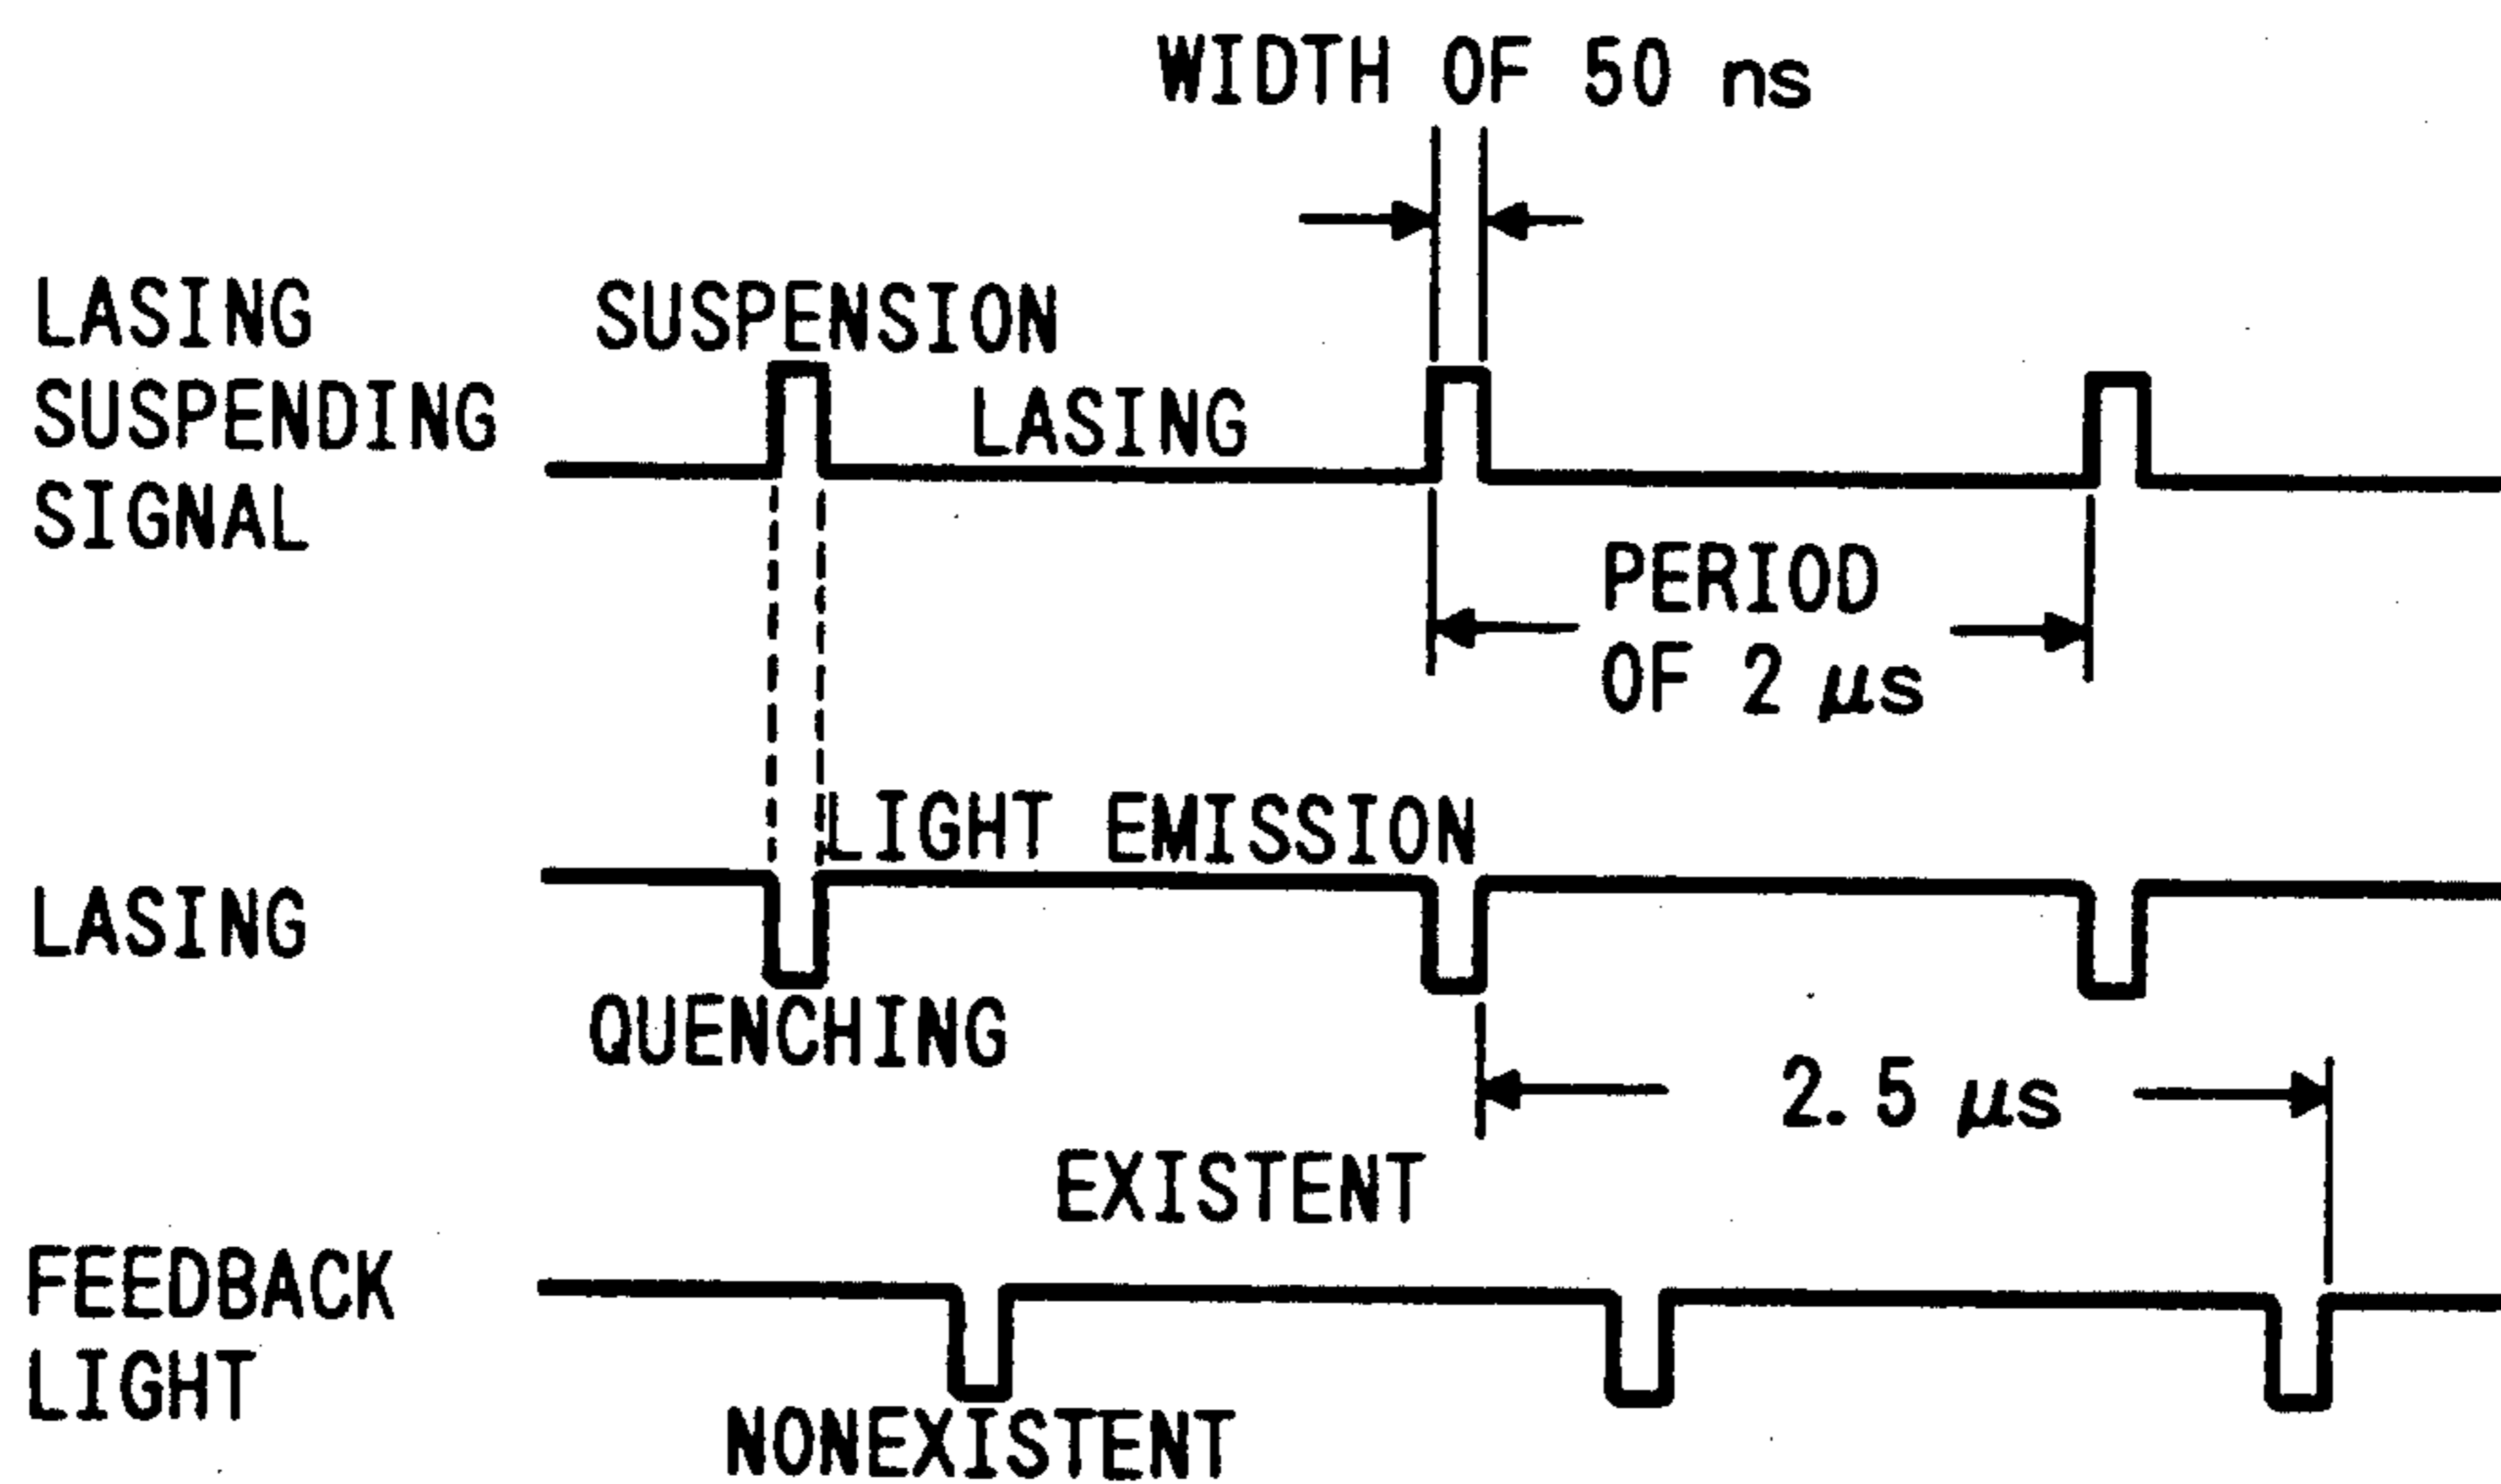 WIDTH OF 50 ns
LASING
SUSPENDING
SIGNAL
SUSPENSION
LASING
PERIOD
OF 2 μs
LIGHT EMISSION
LASING
QUENCHING
2.5 μs
EXISTENT
FEEDBACK
LIGHT
NONEXISTENT